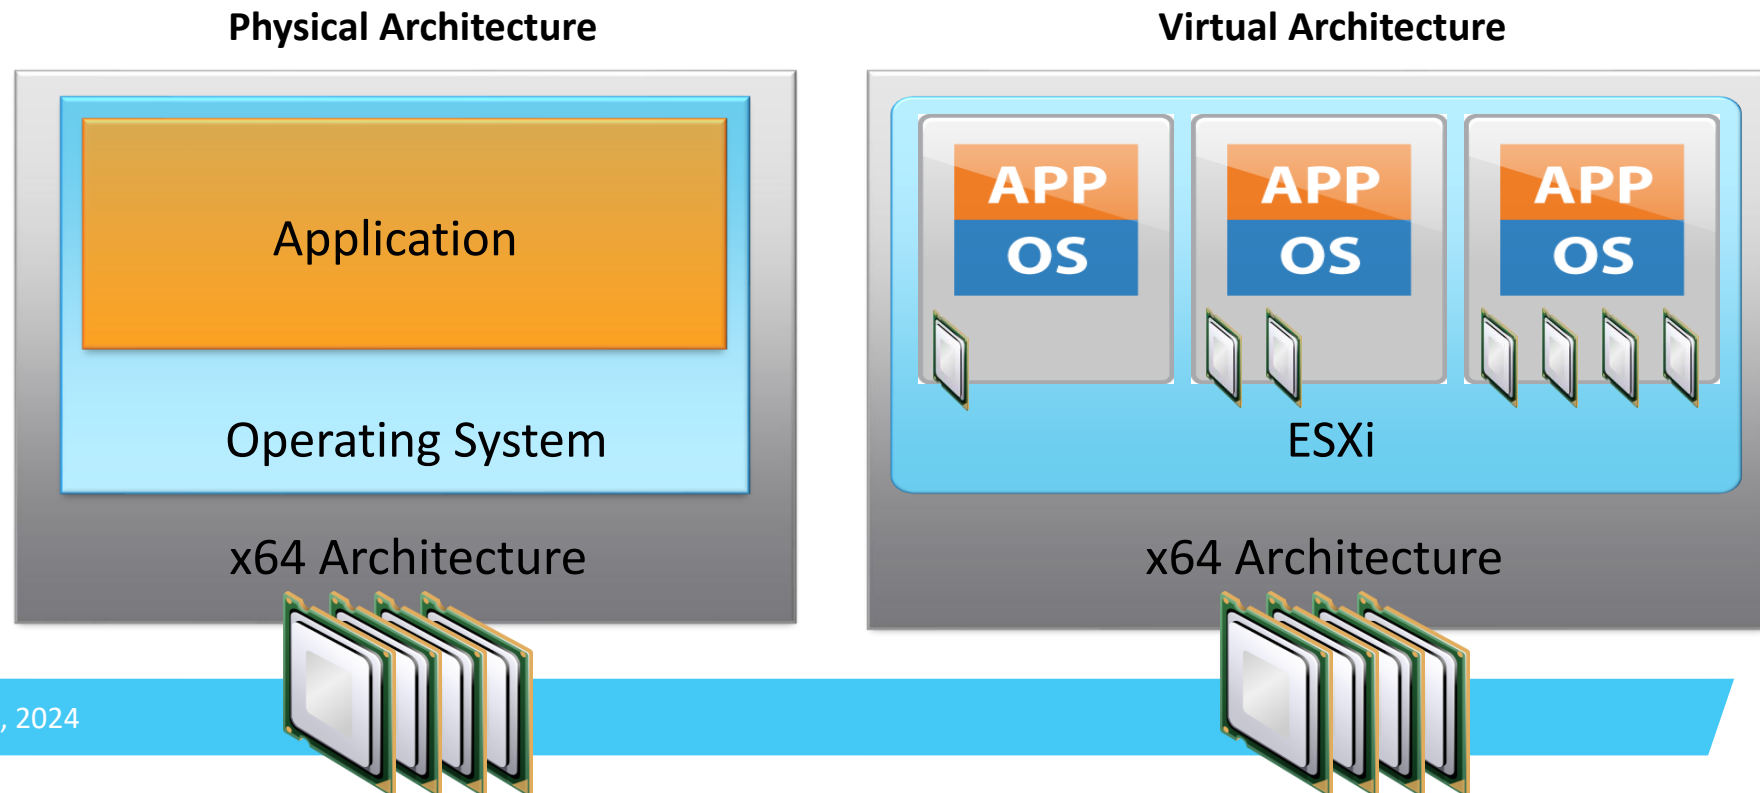 Physical Architecture
Application
Operating System
x64 Architecture
Virtual Architecture
APP
OS
APP
OS
APP
OS
ESXi
x64 Architecture
, 2024